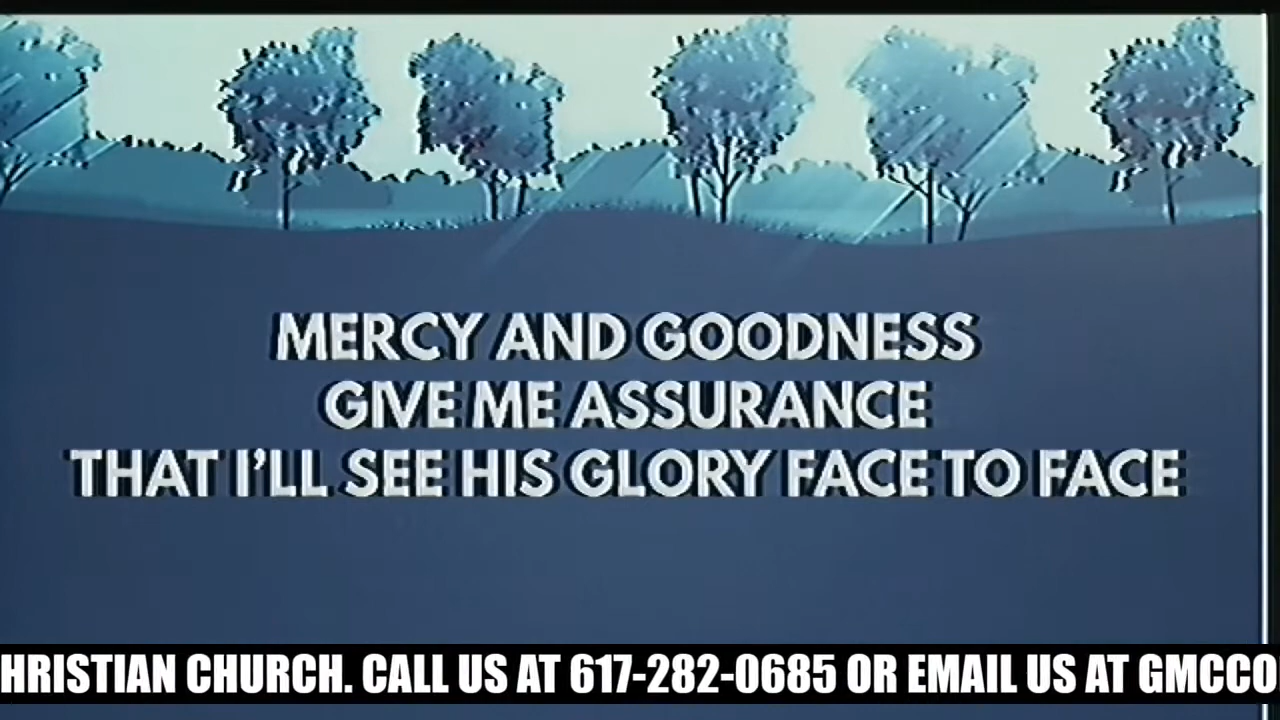 MERCY AND GOODNESS
GIVE ME ASSURANCE
THAT I'LL SEE HIS GLORY FACE TO FACE
HRISTIAN CHURCH. CALL US AT 617-282-0685 OR EMAIL US AT GMCCO